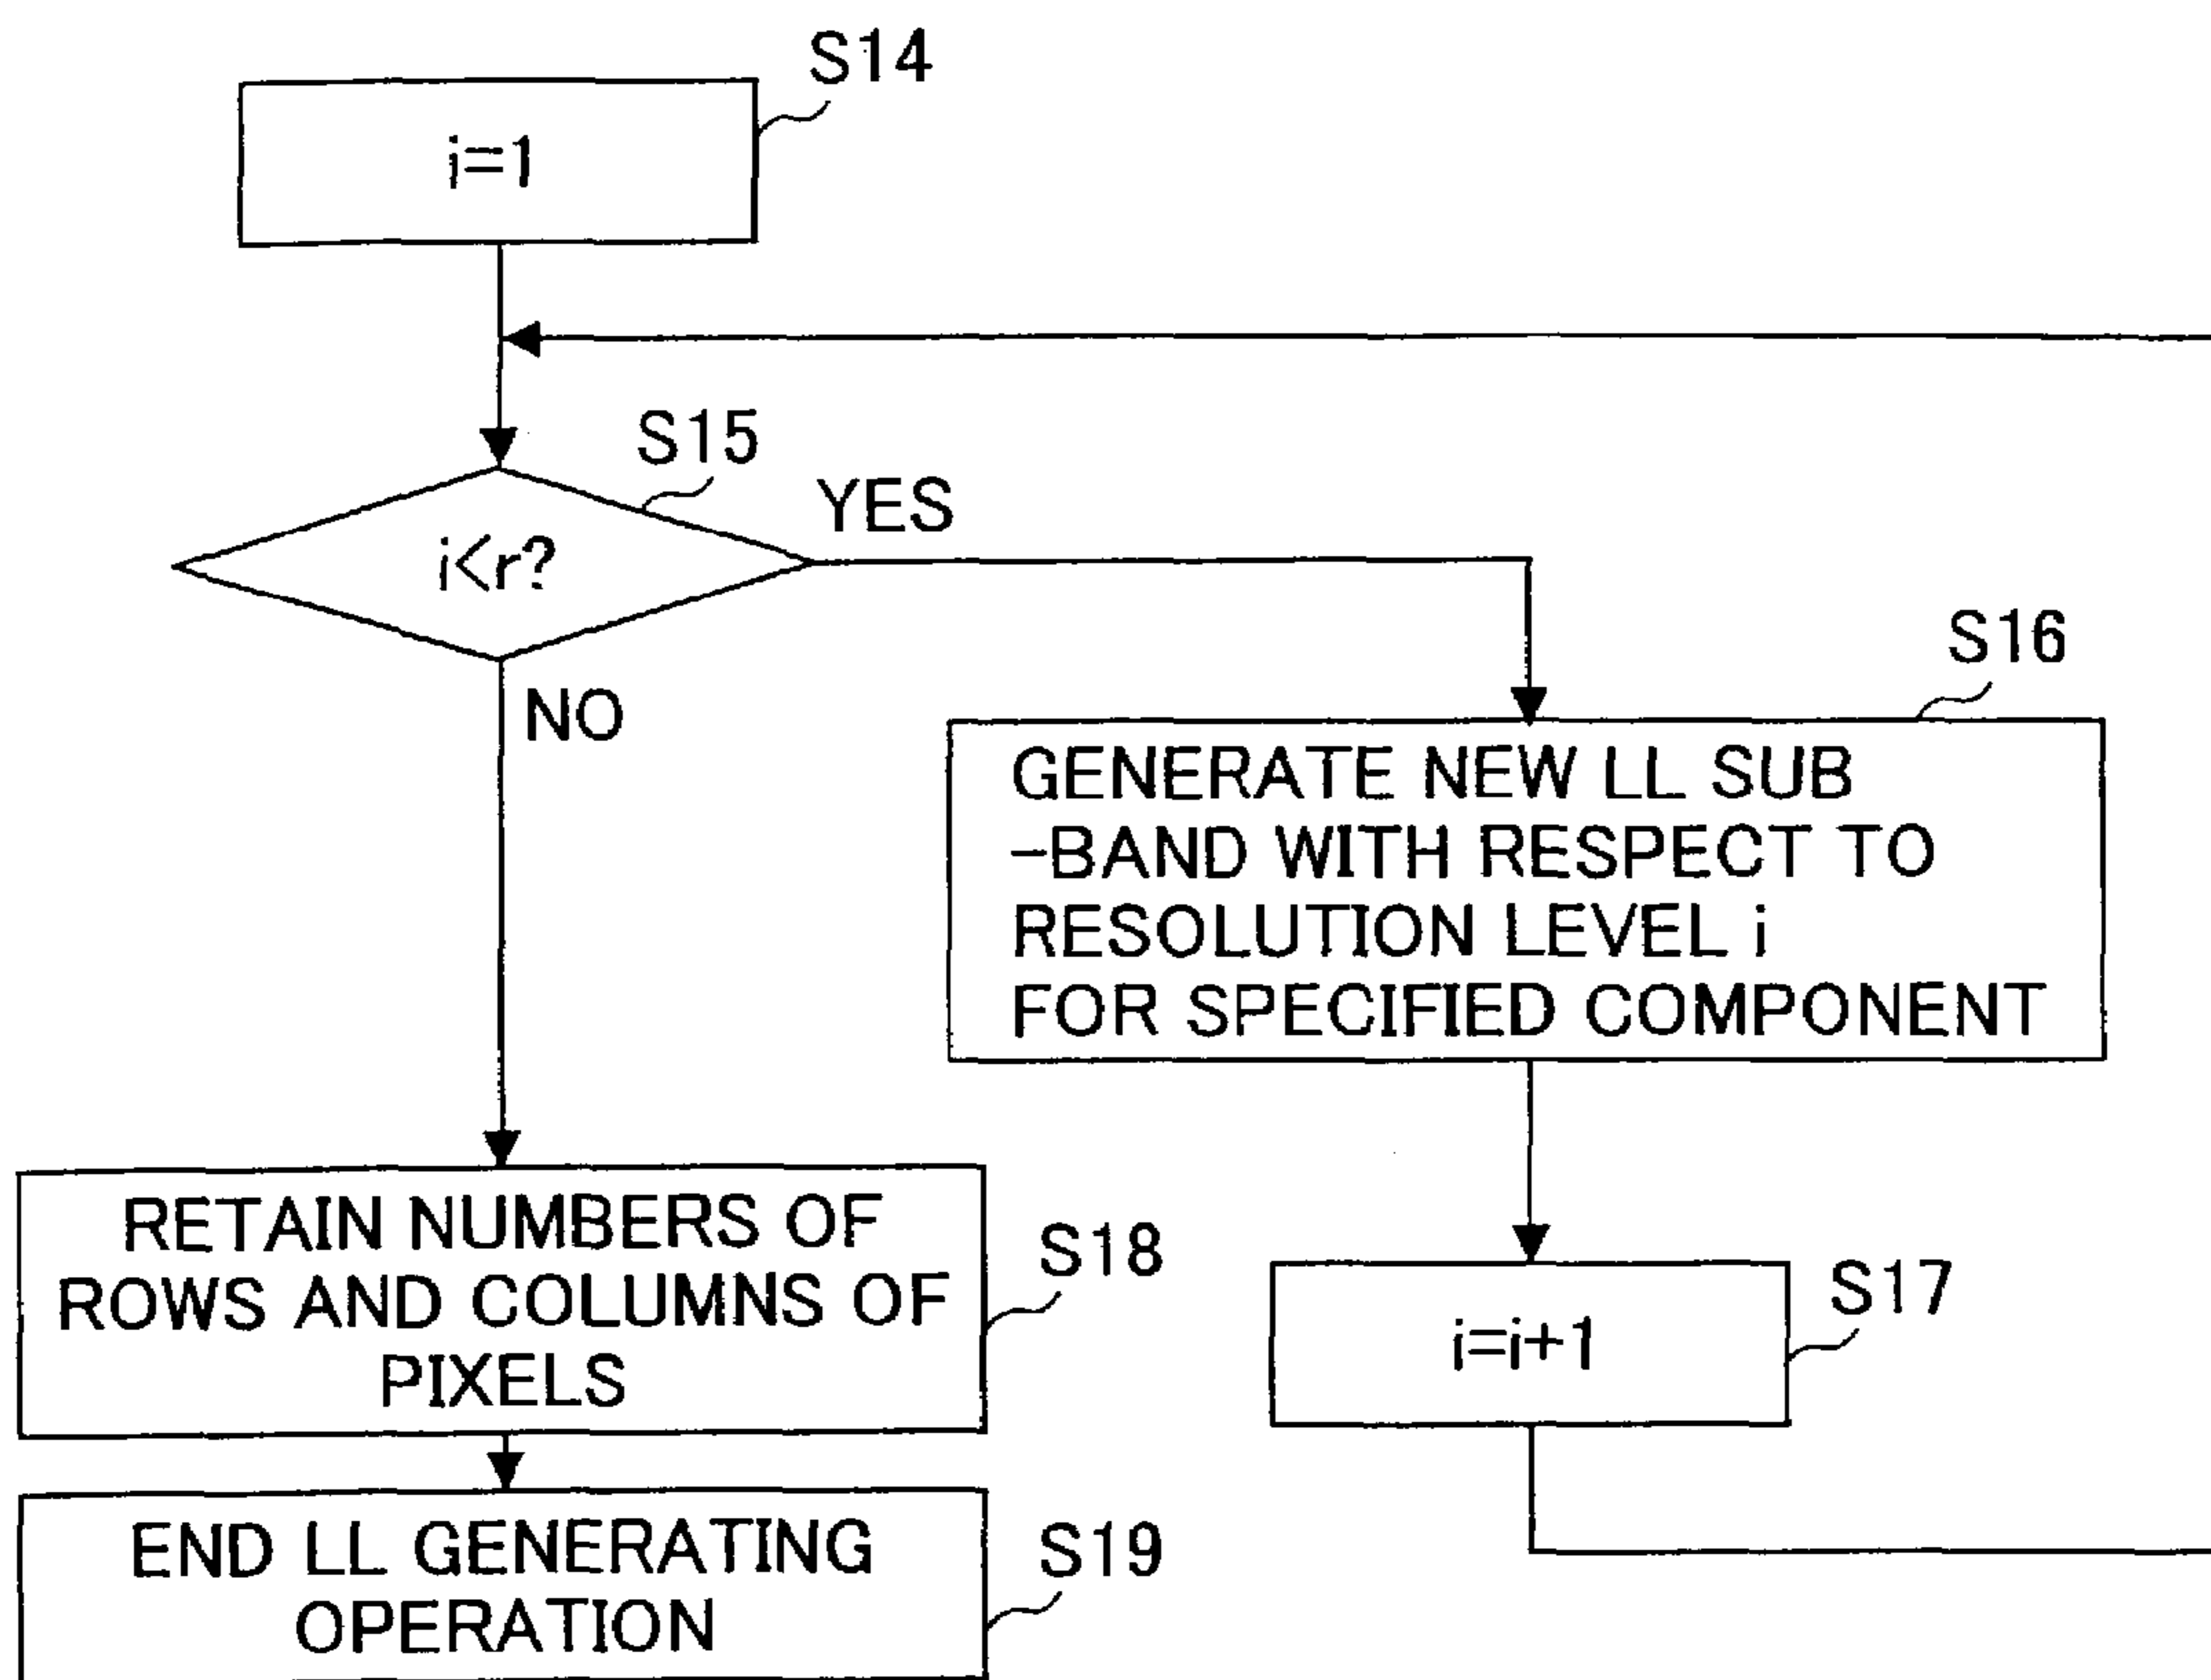 S14
i=1
S15
i<r?
YES
NO
S16
GENERATE NEW LL SUB
-BAND WITH RESPECT TO
RESOLUTION LEVEL i
FOR SPECIFIED COMPONENT
S17
i=i+1
S18
RETAIN NUMBERS OF
ROWS AND COLUMNS OF
PIXELS
S19
END LL GENERATING
OPERATION